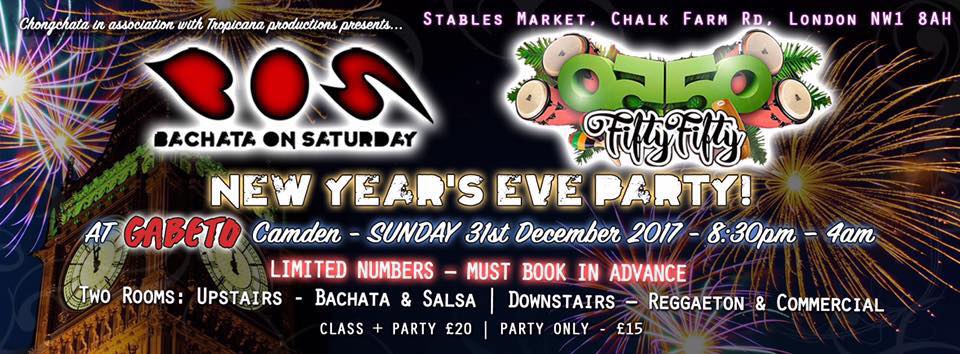 Chongchata in association with Tropicana productions presents...
Stables Market, Chalk Farm Rd, London NW1 8AH
BOS
BACHATA ON SATURDAY
5050
Fifty Fifty
NEW YEAR'S EVE PARTY!
AT GABETO Camden - SUNDAY 31st December 2017 - 8:30pm – 4am
LIMITED NUMBERS – MUST BOOK IN ADVANCE
Two Rooms: Upstairs - Bachata & Salsa | Downstairs – Reggaeton & Commercial
CLASS + PARTY £20 | PARTY ONLY - £15